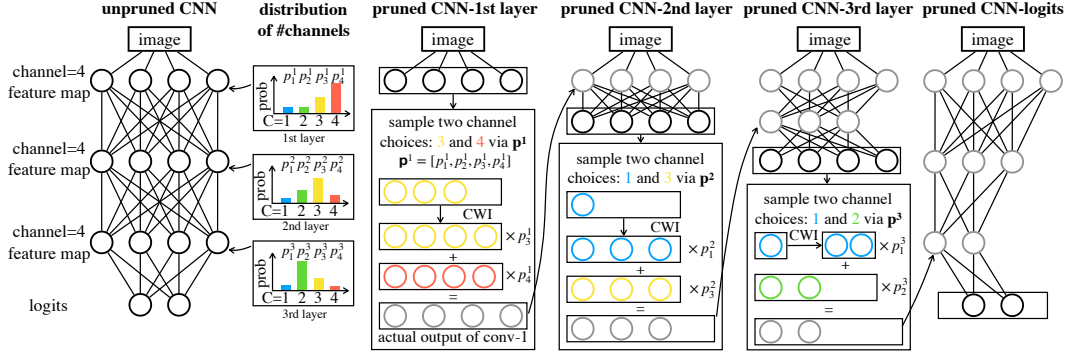 unpruned CNN
image
channel=4
feature map
channel=4
feature map
channel=4
feature map
logits
distribution
of #channels
prob
p₁¹ p₂¹ p₃¹ p₄¹
C=1 2 3 4
1st layer
prob
p₁² p₂² p₃² p₄²
C=1 2 3 4
2nd layer
prob
p₁³ p₂³ p₃³ p₄³
C=1 2 3 4
3rd layer
pruned CNN-1st layer
image
sample two channel
choices: 3 and 4 via p¹
p¹ = [p₁¹, p₂¹, p₃¹, p₄¹]
CWI
×p₃¹
+
×p₄¹
=
actual output of conv-1
pruned CNN-2nd layer
image
sample two channel
choices: 1 and 3 via p²
CWI
×p₁²
+
×p₃²
=
pruned CNN-3rd layer
image
sample two channel
choices: 1 and 2 via p³
CWI
×p₁³
+
×p₂³
=
pruned CNN-logits
image